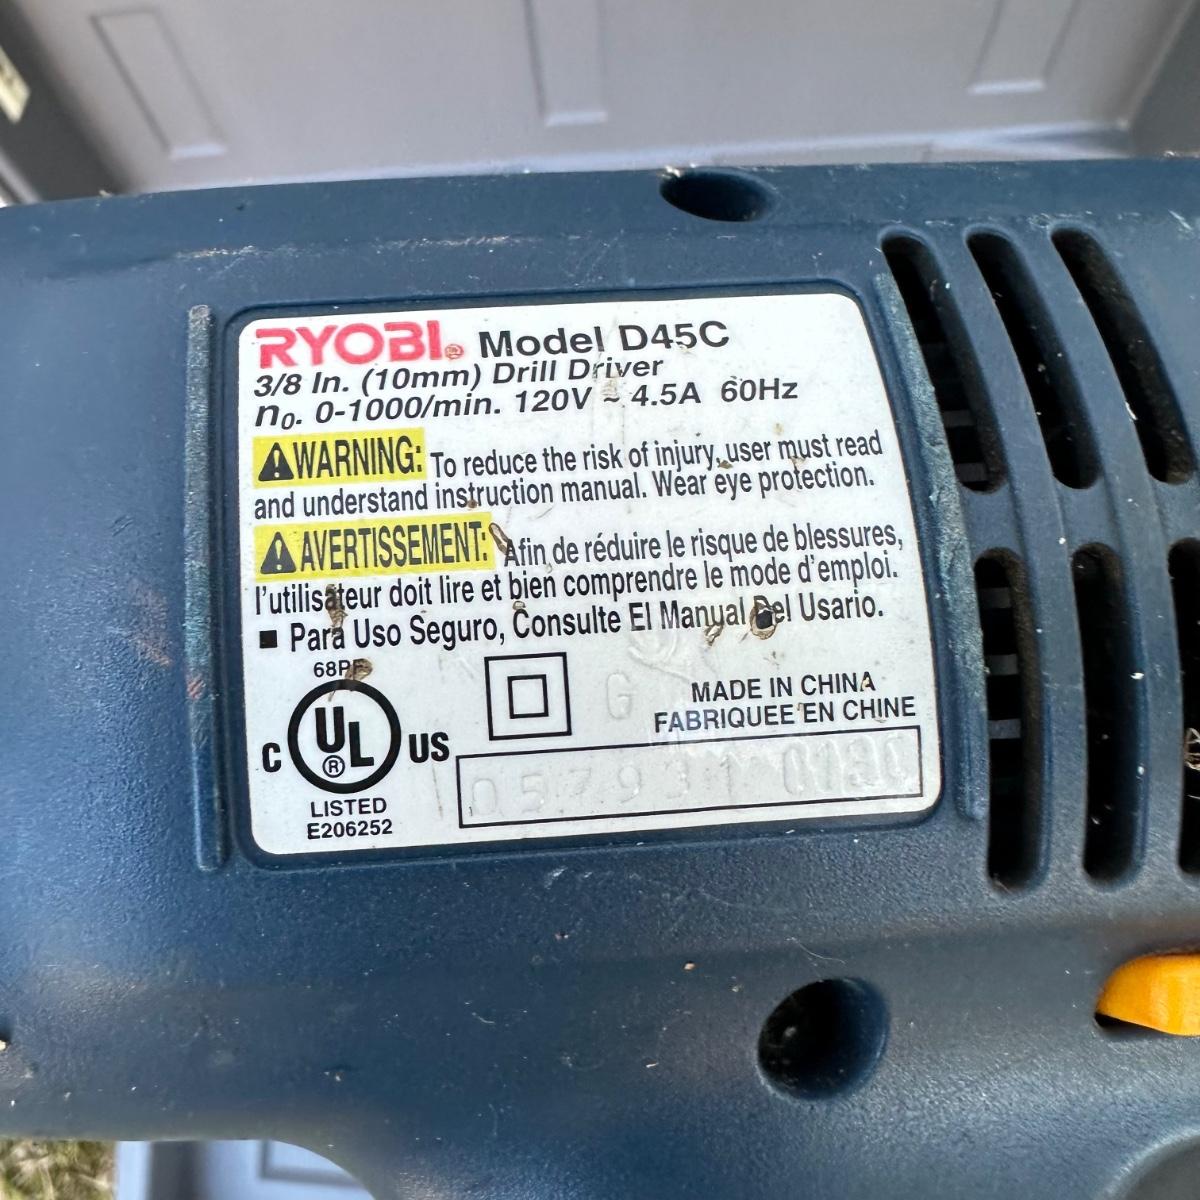 RYOBI® Model D45C
3/8 In. (10mm) Drill Driver
n₀. 0-1000/min. 120V ~ 4.5A 60Hz
⚠WARNING: To reduce the risk of injury, user must read
and understand instruction manual. Wear eye protection.
⚠AVERTISSEMENT: Afin de réduire le risque de blessures,
l'utilisateur doit lire et bien comprendre le mode d'emploi.
■ Para Uso Seguro, Consulte El Manual Del Usario.
C UL® US
LISTED
E206252
G
MADE IN CHINA
FABRIQUEE EN CHINE